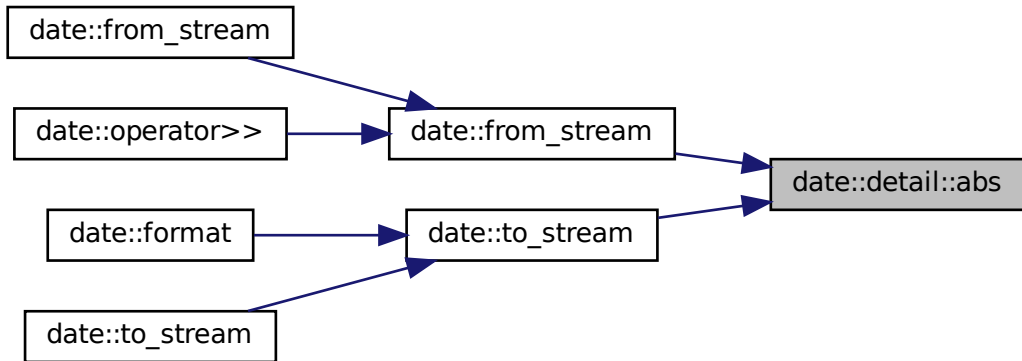 date::from_stream
date::operator>>
date::from_stream
date::detail::abs
date::format
date::to_stream
date::to_stream